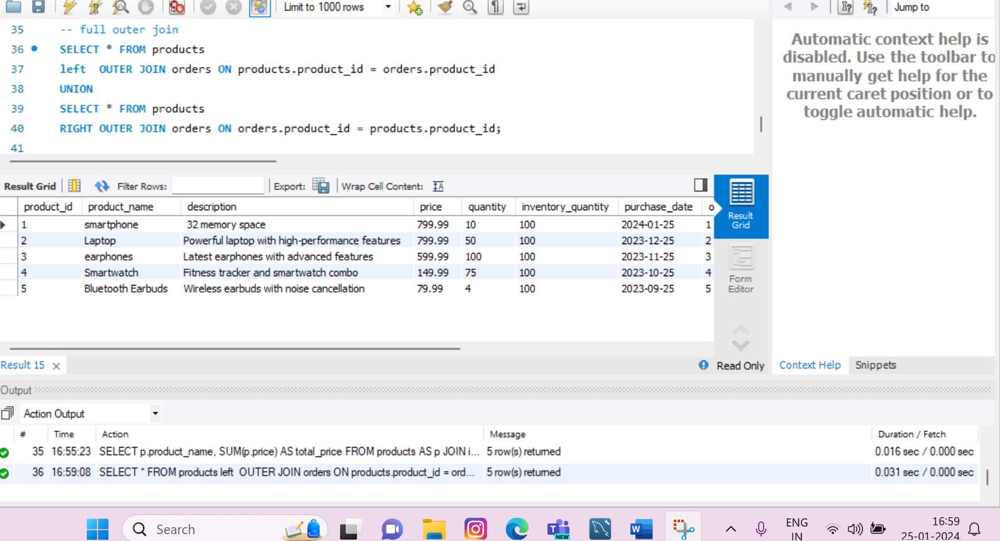 Limit to 1000 rows
Jump to
35 -- full outer join
36 SELECT * FROM products
37 left  OUTER JOIN orders ON products.product_id = orders.product_id
38 UNION
39 SELECT * FROM products
40 RIGHT OUTER JOIN orders ON orders.product_id = products.product_id;
41
Automatic context help is
disabled. Use the toolbar to
manually get help for the
current caret position or to
toggle automatic help.
Result Grid Filter Rows: Export: Wrap Cell Content:
product_id product_name description price quantity inventory_quantity purchase_date o
1 smartphone 32 memory space 799.99 10 100 2024-01-25 1
2 Laptop Powerful laptop with high-performance features 799.99 50 100 2023-12-25 2
3 earphones Latest earphones with advanced features 599.99 100 100 2023-11-25 3
4 Smartwatch Fitness tracker and smartwatch combo 149.99 75 100 2023-10-25 4
5 Bluetooth Earbuds Wireless earbuds with noise cancellation 79.99 4 100 2023-09-25 5
Result
Grid
Form
Editor
Result 15
Read Only
Context Help Snippets
Output
Action Output
# Time Action Message Duration / Fetch
35 16:55:23 SELECT p.product_name, SUM(p.price) AS total_price FROM products AS p JOIN i... 5 row(s) returned 0.016 sec / 0.000 sec
36 16:59:08 SELECT * FROM products left  OUTER JOIN orders ON products.product_id = ord... 5 row(s) returned 0.031 sec / 0.000 sec
Search
NEW
W
ENG
IN
16:59
25-01-2024